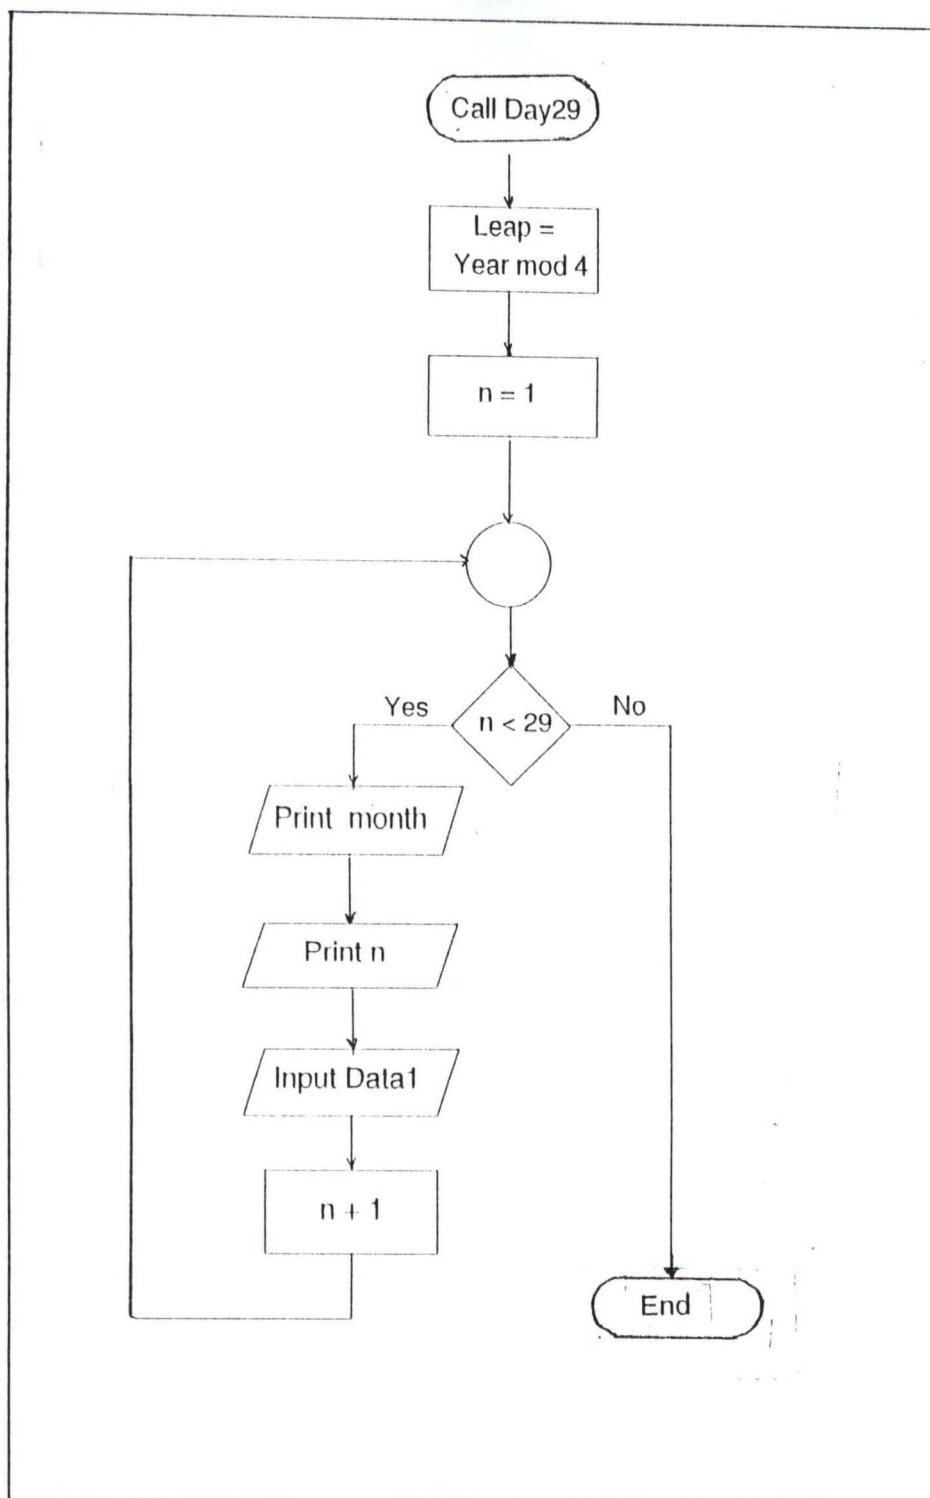 Call Day29
Leap =
Year mod 4
n = 1
Yes
n < 29
No
Print month
Print n
Input Data1
n + 1
End